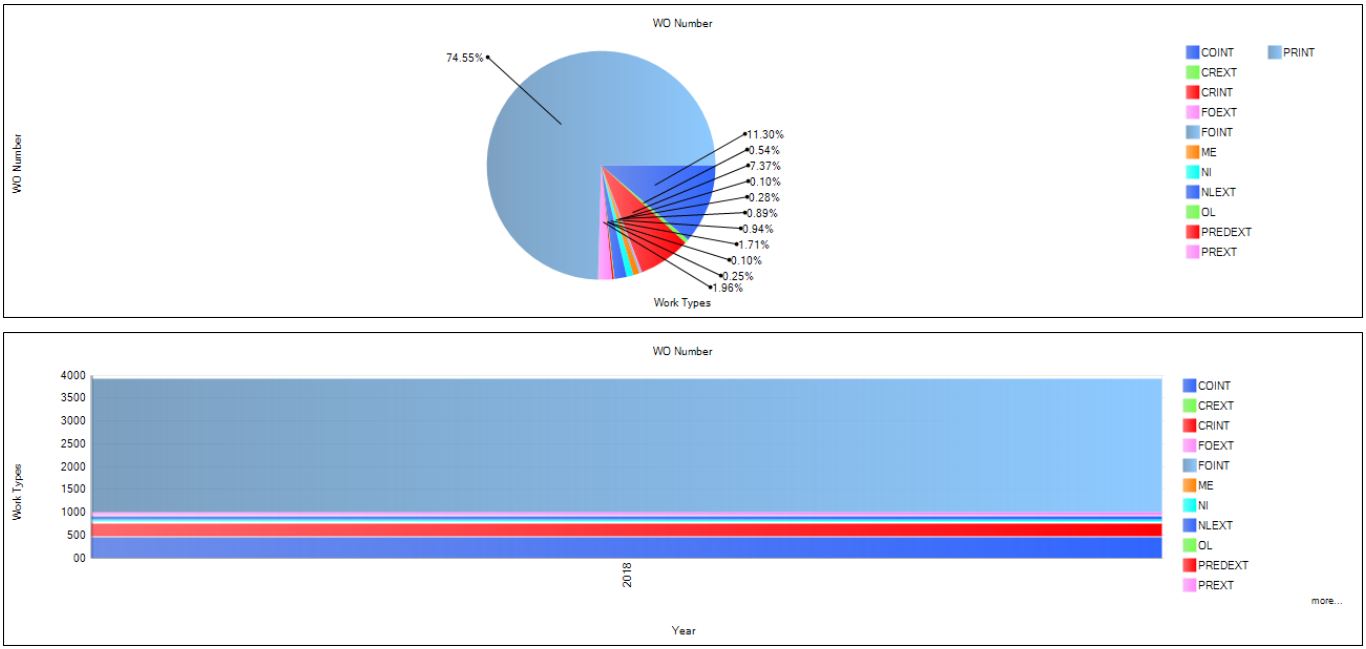 WO Number
WO Number
74.55%
11.30%
0.54%
7.37%
0.10%
0.28%
0.89%
0.94%
1.71%
0.10%
0.25%
1.96%
Work Types
COINT
PRINT
CREXT
CRINT
FOEXT
FOINT
ME
NI
NLEXT
OL
PREDEXT
PREXT
WO Number
Work Types
4000
3500
3000
2500
2000
1500
1000
500
00
2018
Year
COINT
CREXT
CRINT
FOEXT
FOINT
ME
NI
NLEXT
OL
PREDEXT
PREXT
more...